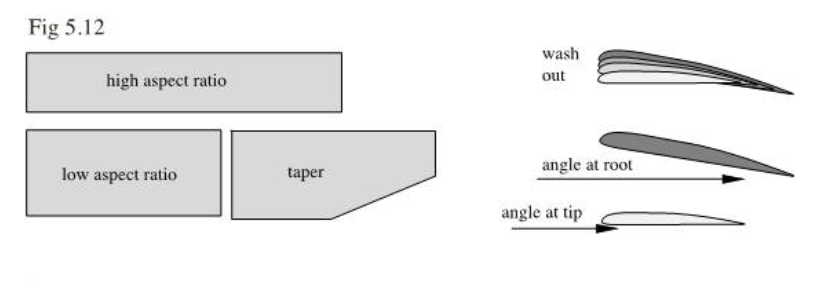 Fig 5.12
high aspect ratio
low aspect ratio
taper
wash
out
angle at root
angle at tip